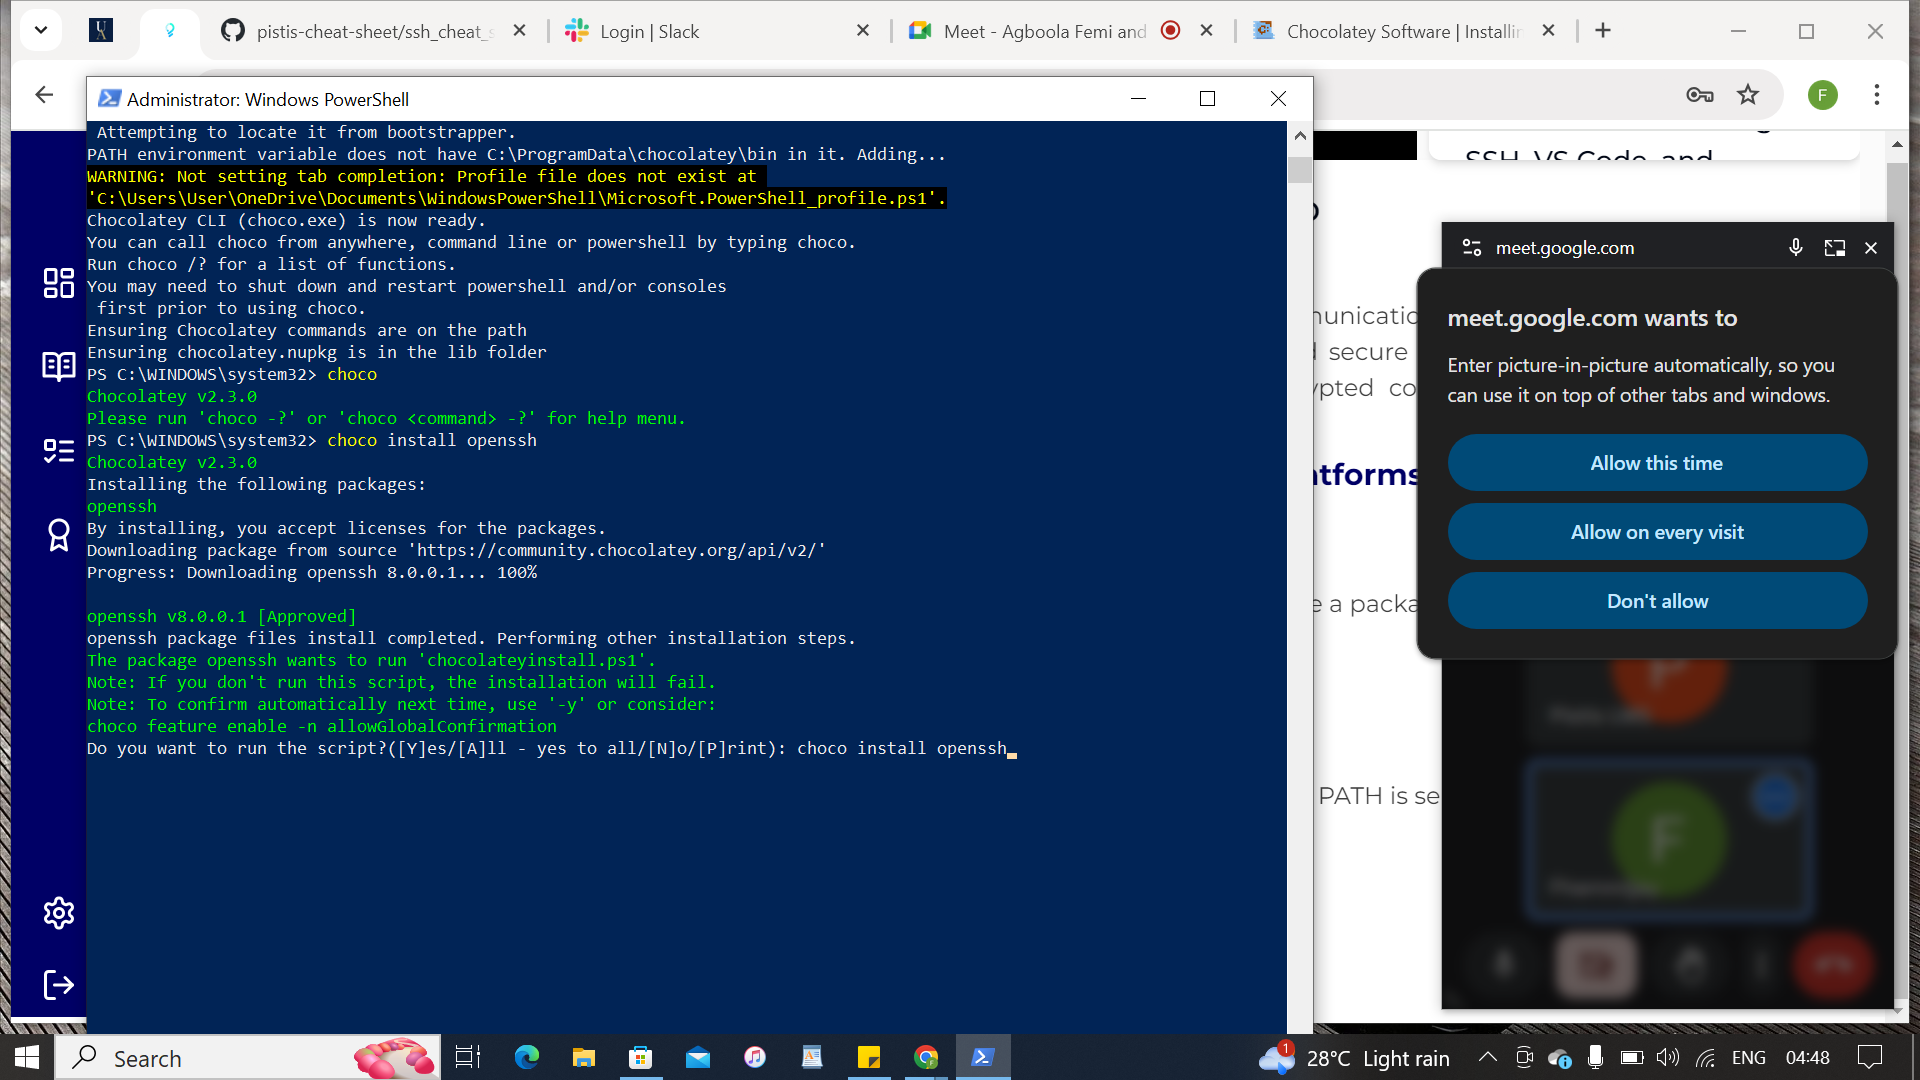 pistis-cheat-sheet/ssh_cheat_s
Login | Slack
Meet - Agboola Femi and
Chocolatey Software | Installin
F
Administrator: Windows PowerShell
Attempting to locate it from bootstrapper.
PATH environment variable does not have C:\ProgramData\chocolatey\bin in it. Adding...
WARNING: Not setting tab completion: Profile file does not exist at
'C:\Users\User\OneDrive\Documents\WindowsPowerShell\Microsoft.PowerShell_profile.ps1'.
Chocolatey CLI (choco.exe) is now ready.
You can call choco from anywhere, command line or powershell by typing choco.
Run choco /? for a list of functions.
You may need to shut down and restart powershell and/or consoles
first prior to using choco.
Ensuring Chocolatey commands are on the path
Ensuring chocolatey.nupkg is in the lib folder
PS C:\WINDOWS\system32> choco
Chocolatey v2.3.0
Please run 'choco -?' or 'choco <command> -?' for help menu.
PS C:\WINDOWS\system32> choco install openssh
Chocolatey v2.3.0
Installing the following packages:
openssh
By installing, you accept licenses for the packages.
Downloading package from source 'https://community.chocolatey.org/api/v2/'
Progress: Downloading openssh 8.0.0.1... 100%
openssh v8.0.0.1 [Approved]
openssh package files install completed. Performing other installation steps.
The package openssh wants to run 'chocolateyinstall.ps1'.
Note: If you don't run this script, the installation will fail.
Note: To confirm automatically next time, use '-y' or consider:
choco feature enable -n allowGlobalConfirmation
Do you want to run the script?([Y]es/[A]ll - yes to all/[N]o/[P]rint): choco install openssh
SSH, VS Code, and
secure
e a packa
PATH is se
meet.google.com
meet.google.com wants to
Enter picture-in-picture automatically, so you
can use it on top of other tabs and windows.
Allow this time
Allow on every visit
Don't allow
F
Search
1
28°C Light rain
ENG
04:48